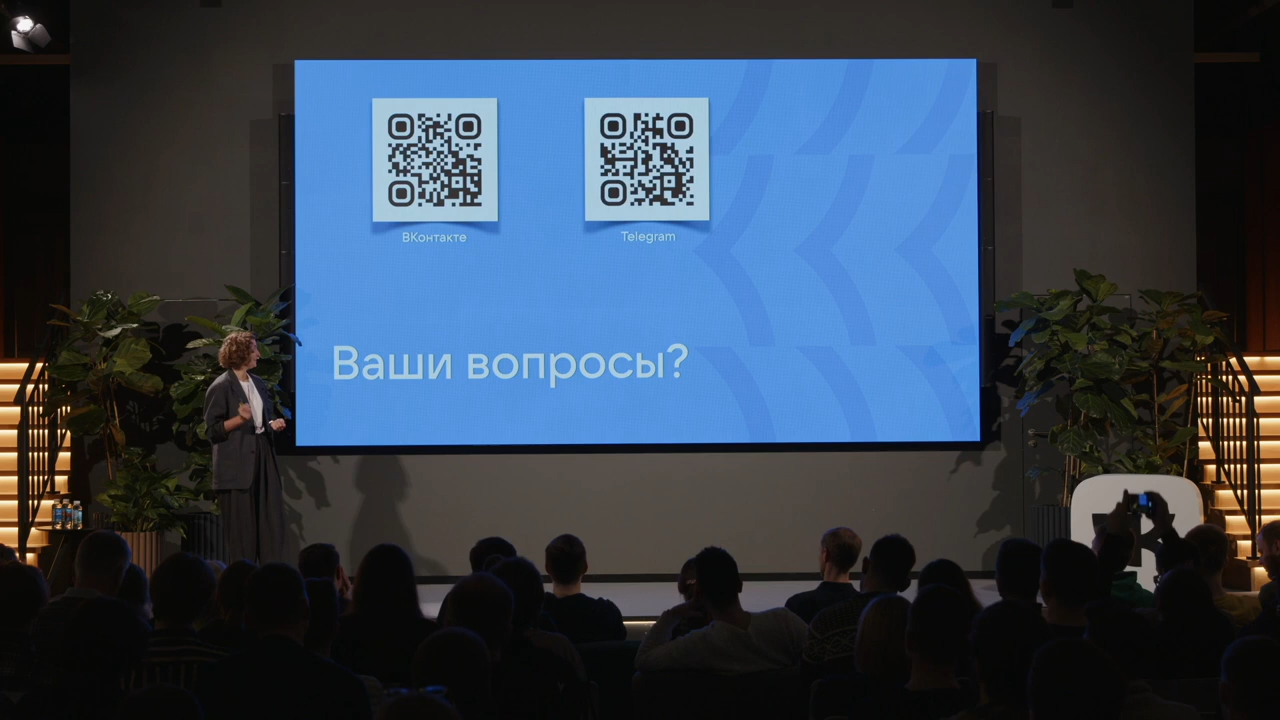 ВКонтакте
Telegram
Ваши вопросы?